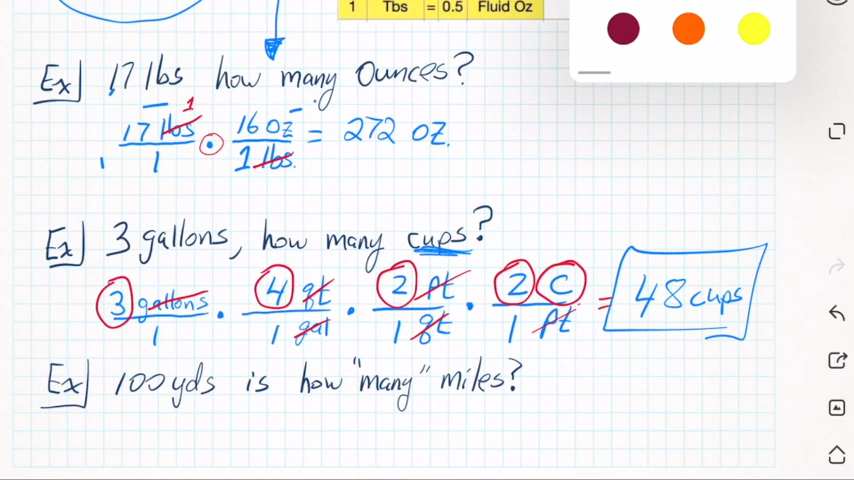 1 Tbs = 0.5 Fluid Oz
Ex] 17 lbs how many Ounces?
17 lbs 1 / 1 • 16 oz / 1 lbs = 272 oz.
Ex] 3 gallons, how many cups?
3 gallons / 1 • 4 qt / 1 gal • 2 pt / 1 qt • 2 C / 1 pt = 48 cups
Ex] 100 yds is how "many" miles?